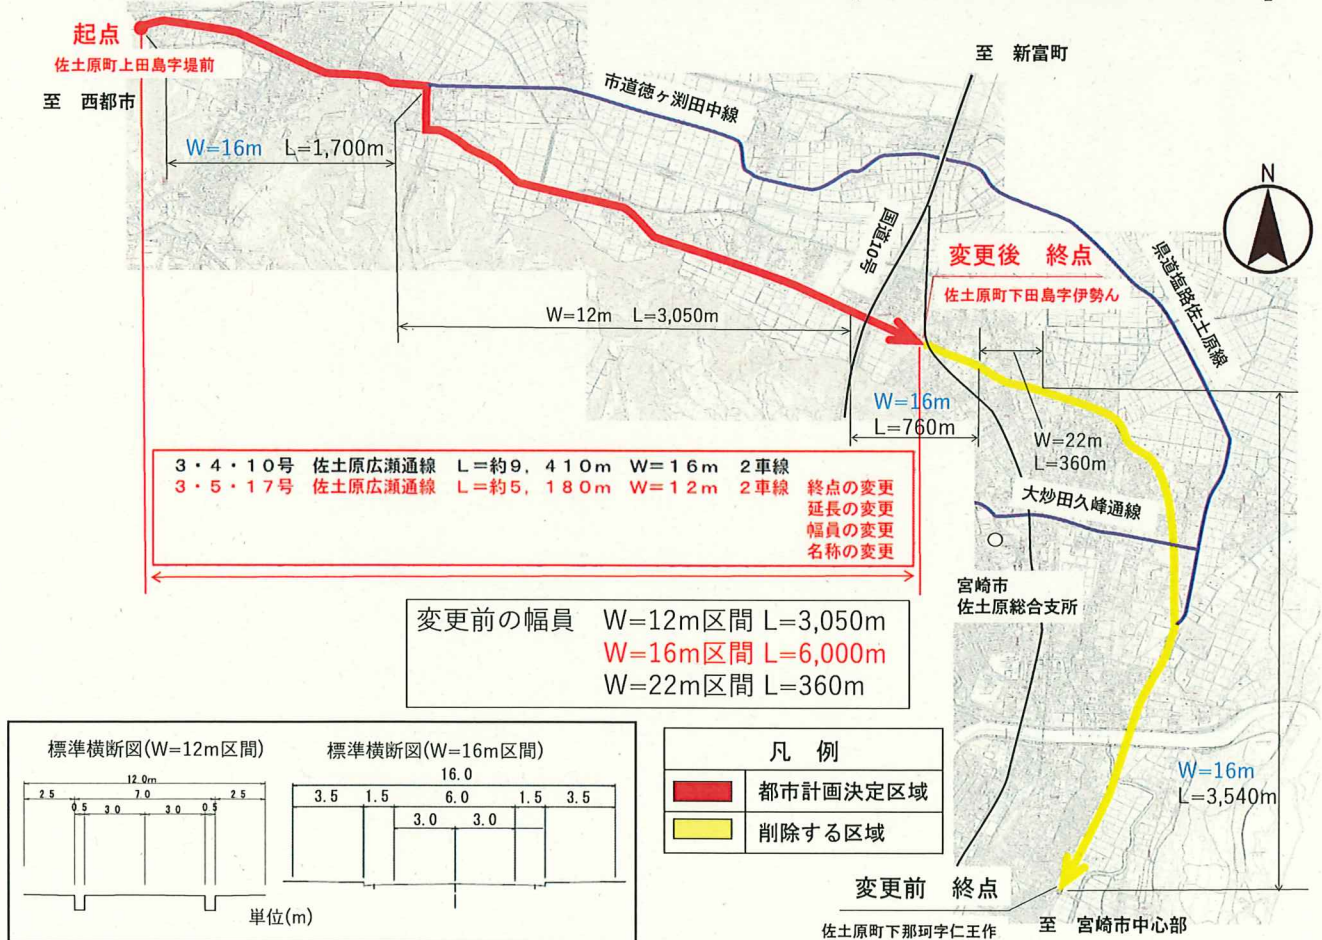 起点
佐土原町上田島字堤前
至 西都市
W=16m L=1,700m
市道徳ヶ渕田中線
至 新富町
N
国道10号
変更後 終点
佐土原町下田島字伊勢ん
県道塩路佐土原線
W=12m L=3,050m
W=16m
L=760m
W=22m
L=360m
大炒田久峰通線
3・4・10号 佐土原広瀬通線 L=約9,410m W=16m 2車線
3・5・17号 佐土原広瀬通線 L=約5,180m W=12m 2車線 終点の変更
延長の変更
幅員の変更
名称の変更
宮崎市
佐土原総合支所
変更前の幅員 W=12m区間 L=3,050m
W=16m区間 L=6,000m
W=22m区間 L=360m
標準横断図(W=12m区間)
12.0m
2.5 7.0 2.5
0.5 3.0 3.0 0.5
標準横断図(W=16m区間)
16.0
3.5 1.5 6.0 1.5 3.5
3.0 3.0
単位(m)
凡 例
都市計画決定区域
削除する区域
W=16m
L=3,540m
変更前 終点
佐土原町下那珂字仁王作
至 宮崎市中心部